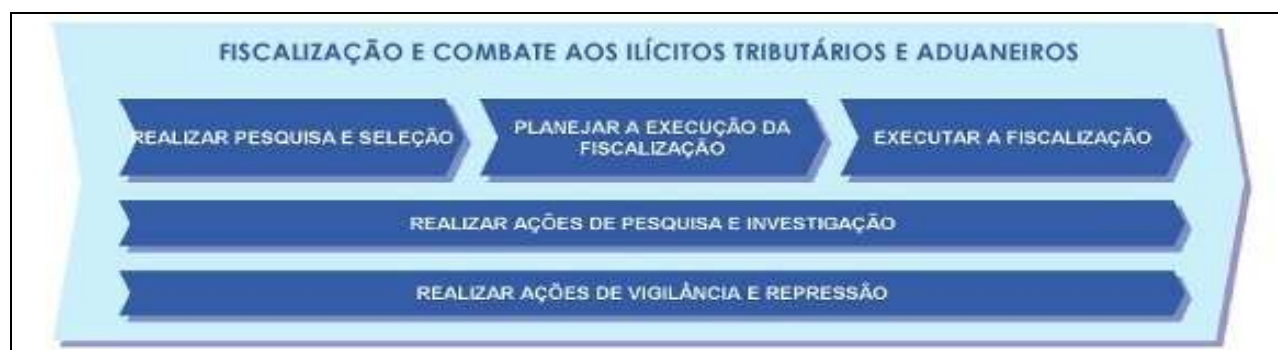 FISCALIZAÇÃO E COMBATE AOS ILÍCITOS TRIBUTÁRIOS E ADUANEIROS
REALIZAR PESQUISA E SELEÇÃO
PLANEJAR A EXECUÇÃO DA
FISCALIZAÇÃO
EXECUTAR A FISCALIZAÇÃO
REALIZAR AÇÕES DE PESQUISA E INVESTIGAÇÃO
REALIZAR AÇÕES DE VIGILÂNCIA E REPRESSÃO